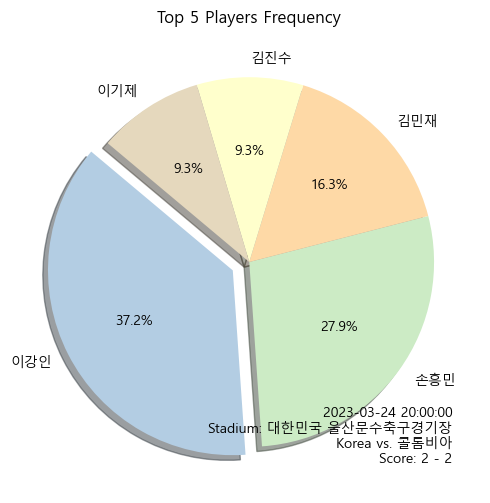 Top 5 Players Frequency
김진수
이기제
김민재
9.3%
9.3%
16.3%
37.2%
27.9%
이강인
손흥민
2023-03-24 20:00:00
Stadium: 대한민국 울산문수축구경기장
Korea vs. 콜롬비아
Score: 2 - 2